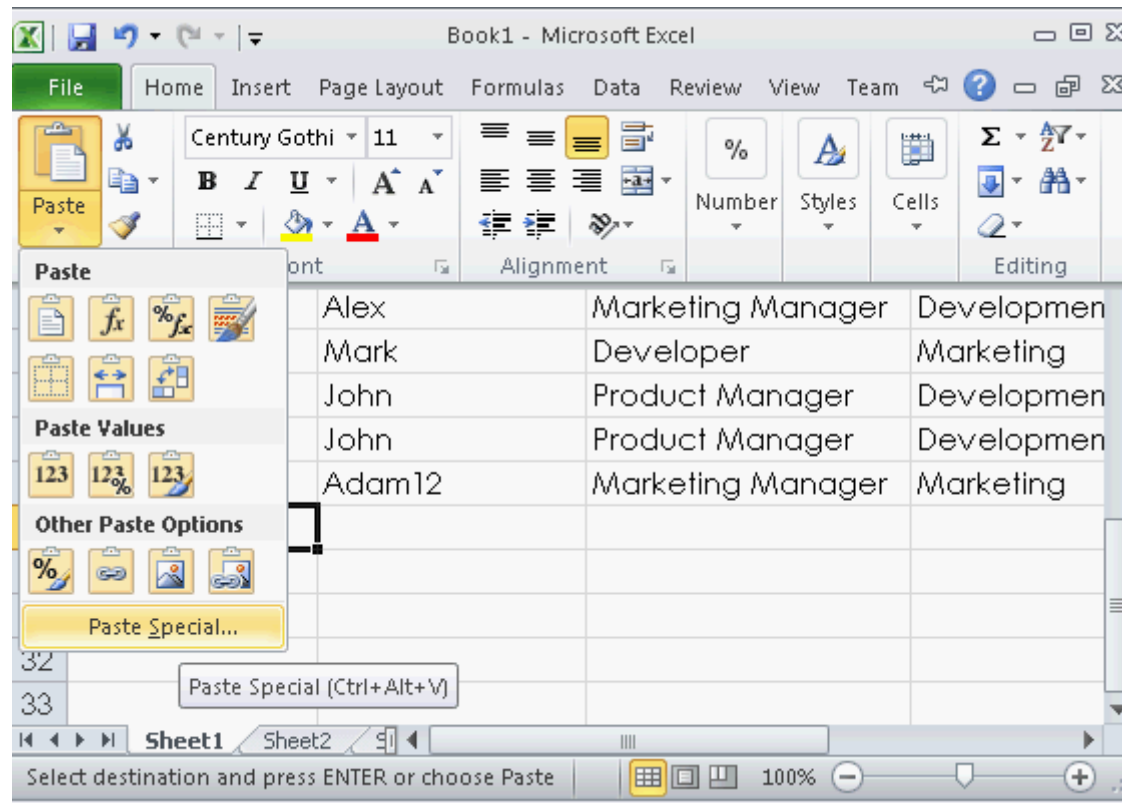 Book1 - Microsoft Excel
File Home Insert Page Layout Formulas Data Review View Team
Paste
Century Gothi 11
B I U A A
A
% Number
A Styles
Cells
Σ A Z
Alignment
Editing
Paste
fx % fx
Paste Values
123 123% 123
Other Paste Options
%
Paste Special...
Paste Special (Ctrl+Alt+V)
Alex Marketing Manager Developmen
Mark Developer Marketing
John Product Manager Developmen
John Product Manager Developmen
Adam12 Marketing Manager Marketing
32
33
Sheet1 Sheet2
Select destination and press ENTER or choose Paste 100%